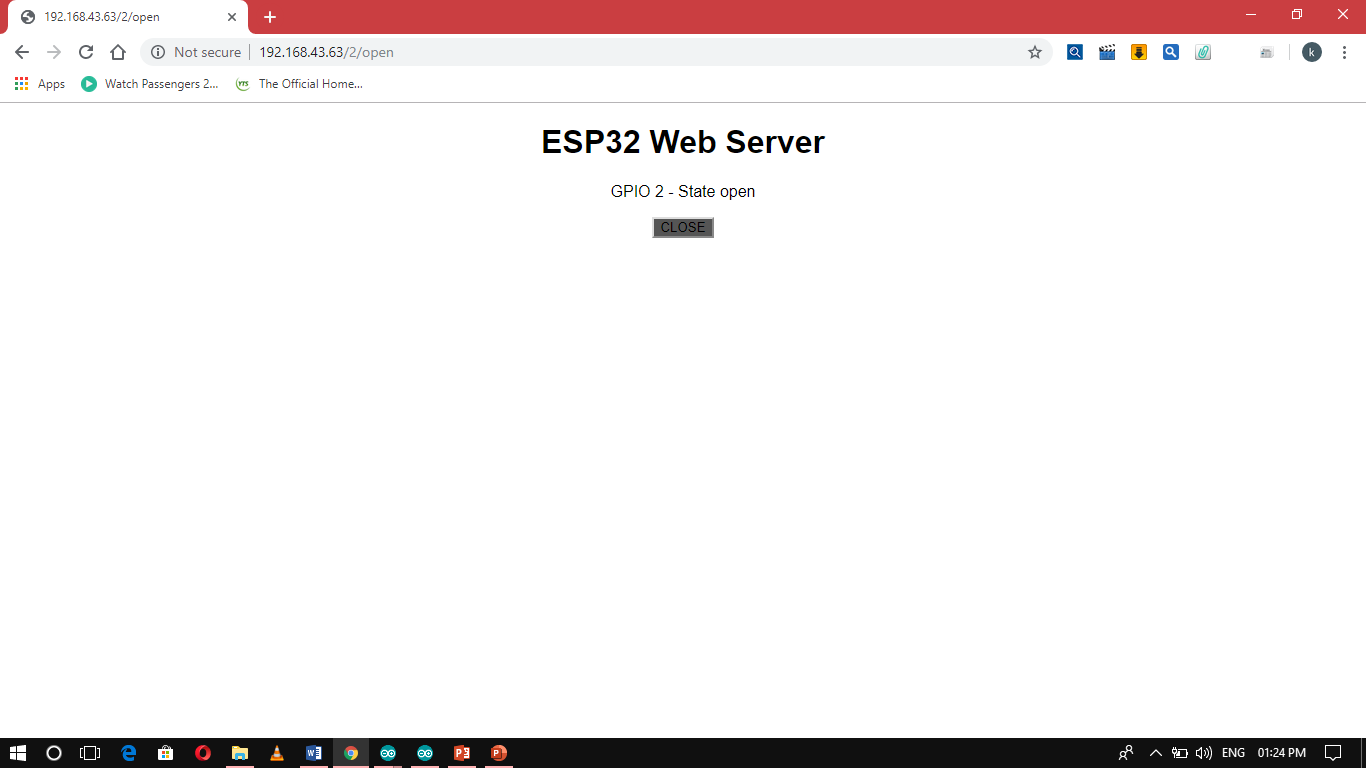 192.168.43.63/2/open
Not secure 192.168.43.63/2/open
k
Apps Watch Passengers 2... YTS The Official Home...
ESP32 Web Server
GPIO 2 - State open
CLOSE
ENG 01:24 PM